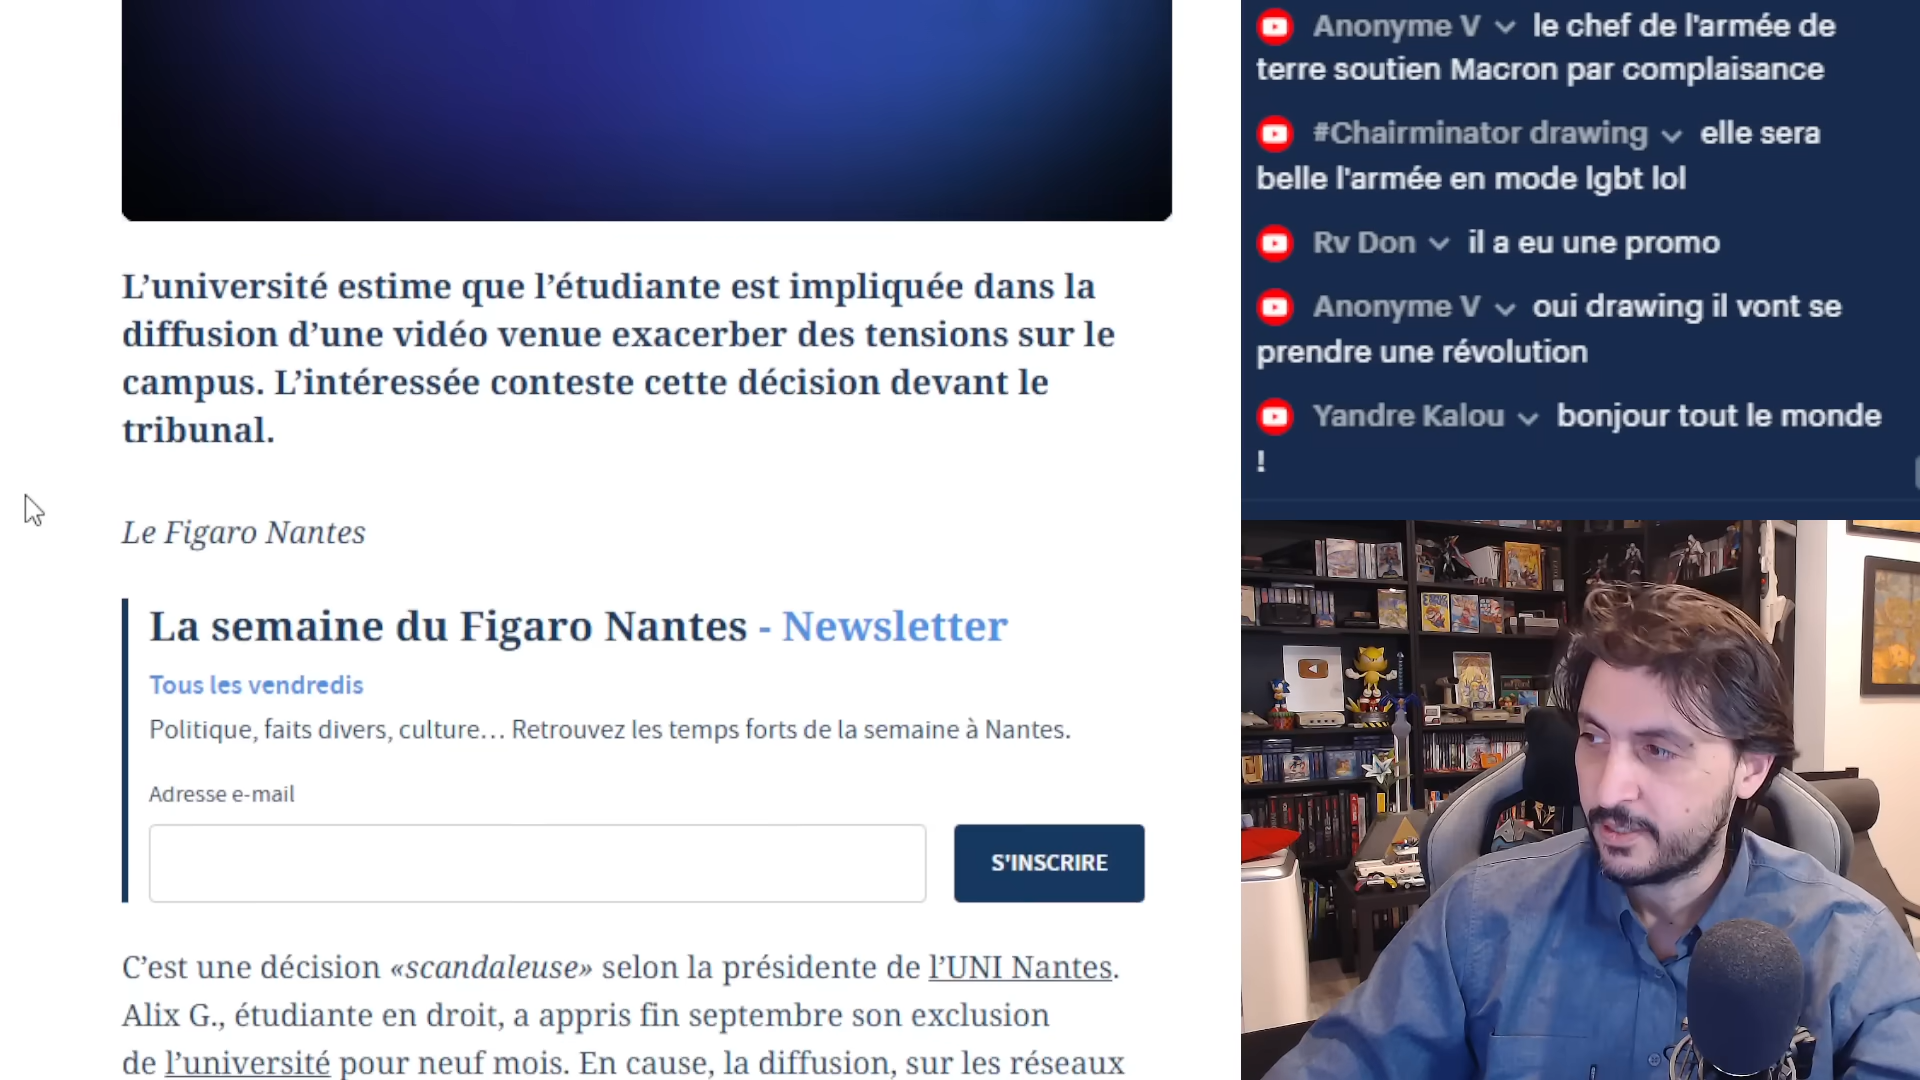 L’université estime que l’étudiante est impliquée dans la
diffusion d’une vidéo venue exacerber des tensions sur le
campus. L’intéressée conteste cette décision devant le
tribunal.
Le Figaro Nantes
La semaine du Figaro Nantes - Newsletter
Tous les vendredis
Politique, faits divers, culture… Retrouvez les temps forts de la semaine à Nantes.
Adresse e-mail
S'INSCRIRE
C’est une décision «scandaleuse» selon la présidente de l’UNI Nantes.
Alix G., étudiante en droit, a appris fin septembre son exclusion
de l’université pour neuf mois. En cause, la diffusion, sur les réseaux
Anonyme V le chef de l'armée de
terre soutien Macron par complaisance
#Chairminator drawing elle sera
belle l'armée en mode lgbt lol
Rv Don il a eu une promo
Anonyme V oui drawing il vont se
prendre une révolution
Yandre Kalou bonjour tout le monde
!